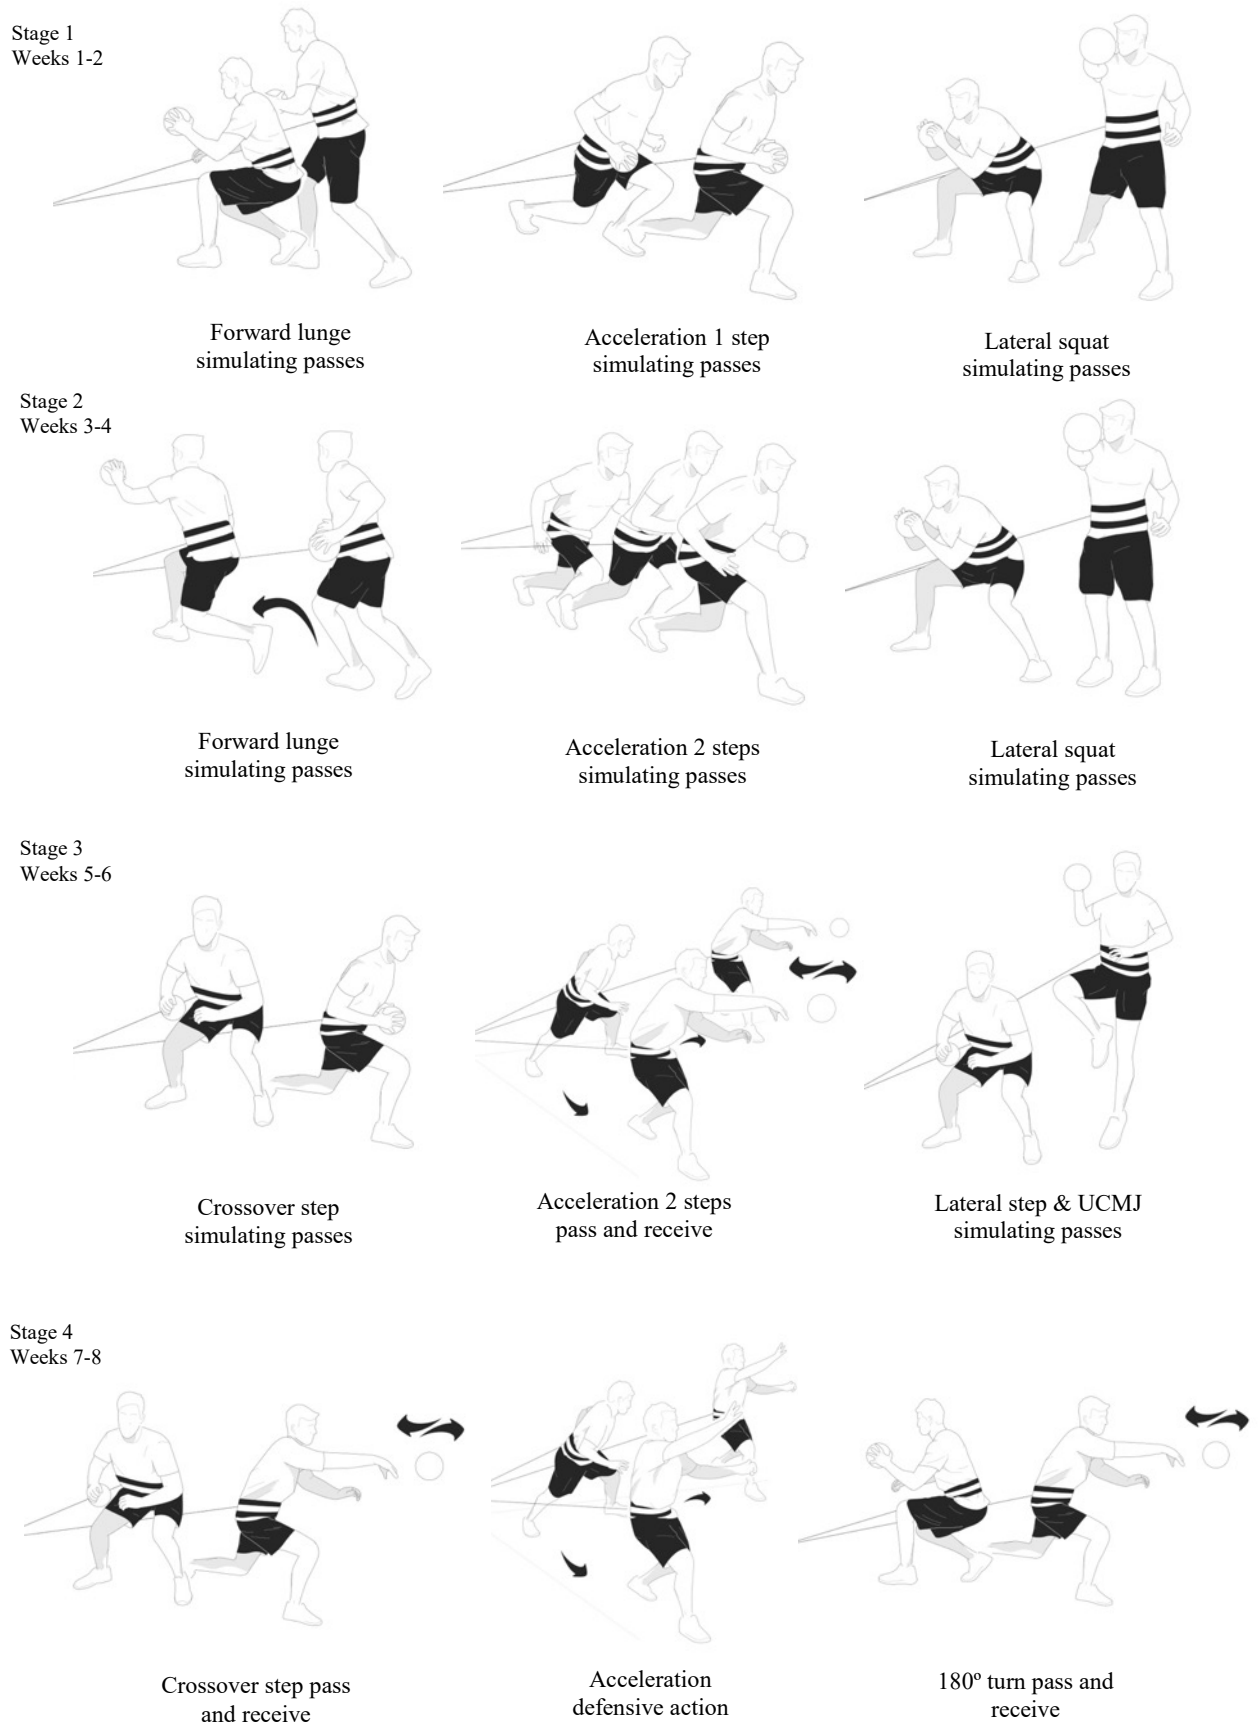 Stage 1
Weeks 1-2
Forward lunge
simulating passes
Acceleration 1 step
simulating passes
Lateral squat
simulating passes
Stage 2
Weeks 3-4
Forward lunge
simulating passes
Acceleration 2 steps
simulating passes
Lateral squat
simulating passes
Stage 3
Weeks 5-6
Crossover step
simulating passes
Acceleration 2 steps
pass and receive
Lateral step & UCMJ
simulating passes
Stage 4
Weeks 7-8
Crossover step pass
and receive
Acceleration
defensive action
180º turn pass and
receive